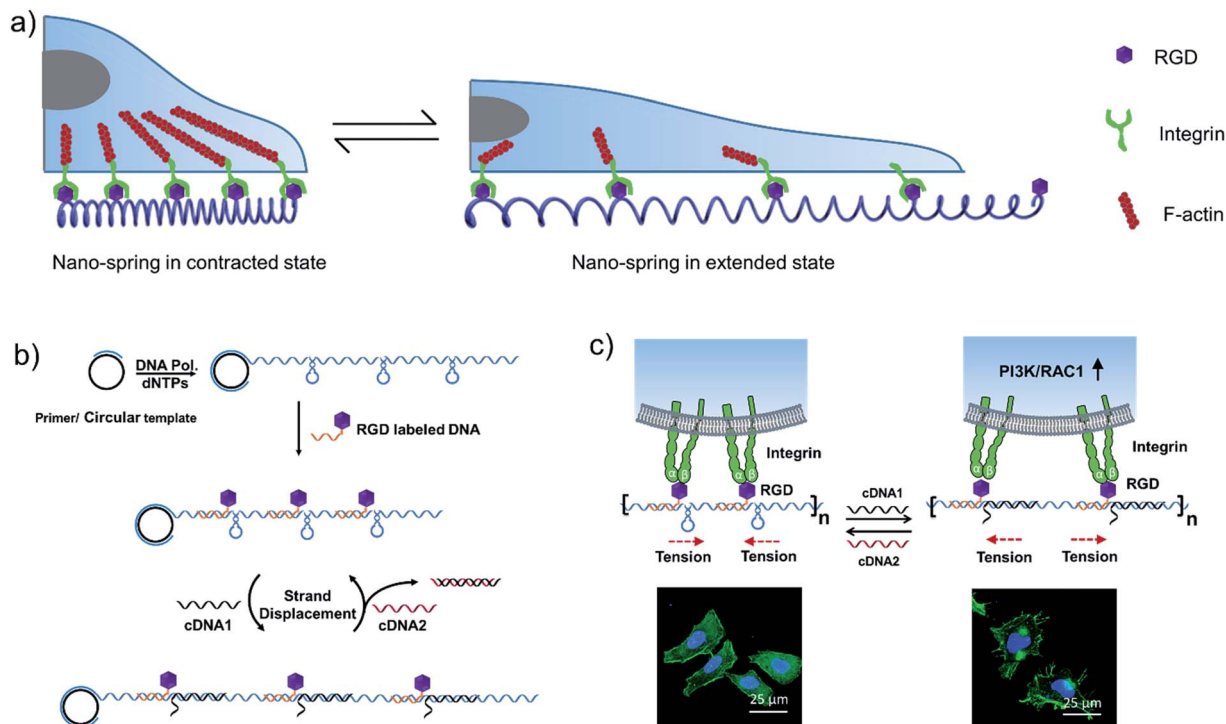 a)
RGD
Integrin
F-actin
Nano-spring in contracted state
Nano-spring in extended state
b)
DNA Pol.
dNTPs
Primer/ Circular template
RGD labeled DNA
Strand
Displacement
cDNA1
cDNA2
c)
PI3K/RAC1
Integrin
α β
α β
RGD
[ ]n
Tension
Tension
cDNA1
cDNA2
Integrin
α β
α β
RGD
[ ]n
Tension
Tension
25 μm
25 μm